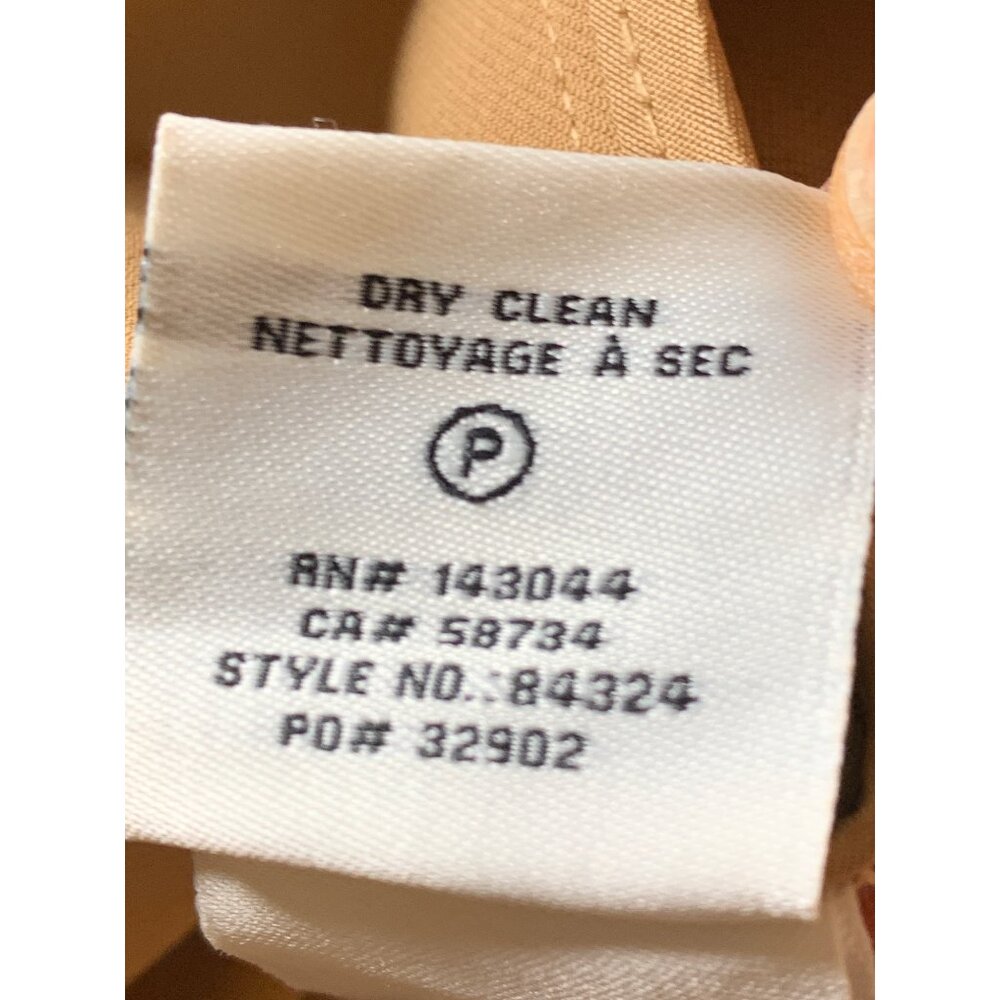 DRY CLEAN
NETTOYAGE À SEC
P
RN# 143044
CA# 58734
STYLE NO.:84324
PO# 32902